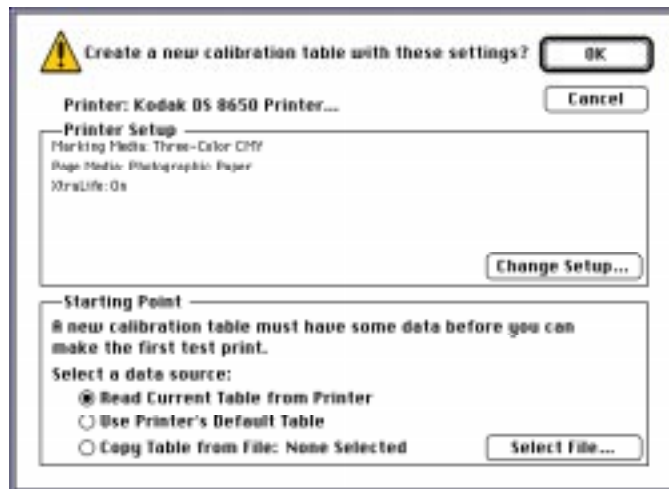 Create a new calibration table with these settings?
OK
Printer: Kodak DS 8650 Printer...
Cancel
Printer Setup
Marking Media: Three-Color CMY
Page Media: Photographic Paper
XtraLife: On
Change Setup...
Starting Point
A new calibration table must have some data before you can
make the first test print.
Select a data source:
Read Current Table from Printer
Use Printer's Default Table
Copy Table from File: None Selected
Select File...